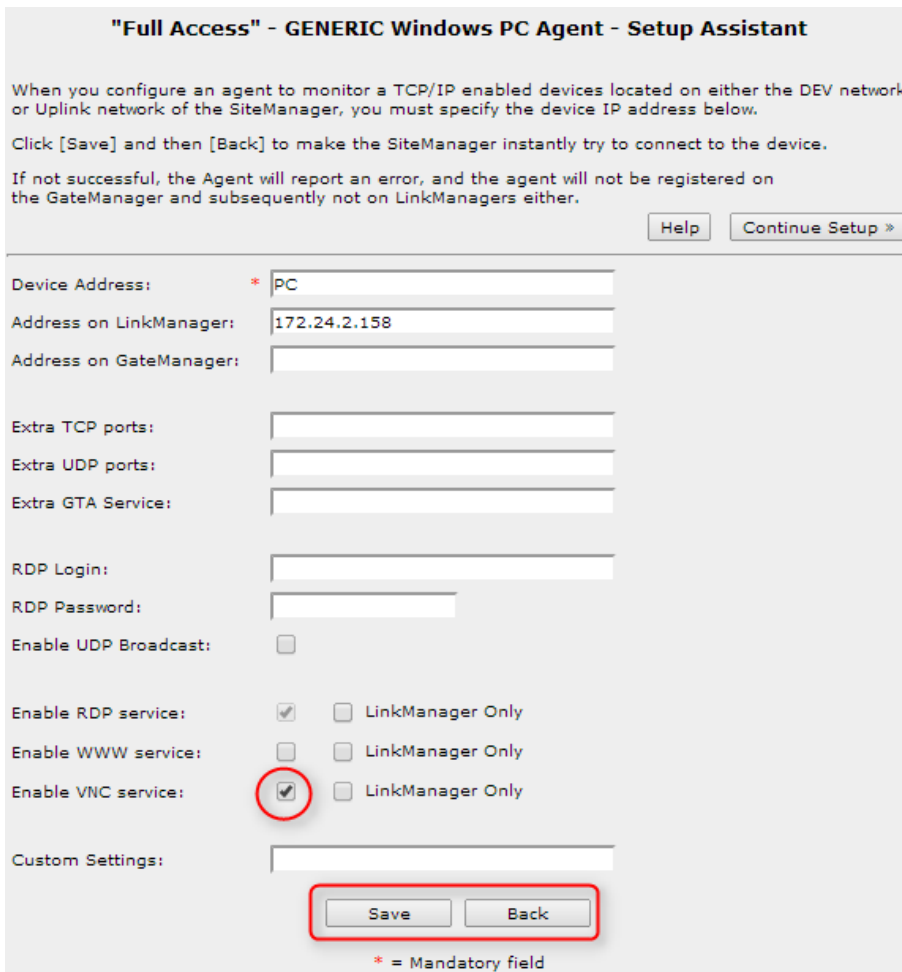 "Full Access" - GENERIC Windows PC Agent - Setup Assistant
When you configure an agent to monitor a TCP/IP enabled devices located on either the DEV network
or Uplink network of the SiteManager, you must specify the device IP address below.
Click [Save] and then [Back] to make the SiteManager instantly try to connect to the device.
If not successful, the Agent will report an error, and the agent will not be registered on
the GateManager and subsequently not on LinkManagers either.
Help Continue Setup »
Device Address: * PC
Address on LinkManager: 172.24.2.158
Address on GateManager:
Extra TCP ports:
Extra UDP ports:
Extra GTA Service:
RDP Login:
RDP Password:
Enable UDP Broadcast:
Enable RDP service: LinkManager Only
Enable WWW service: LinkManager Only
Enable VNC service: LinkManager Only
Custom Settings:
Save Back
* = Mandatory field